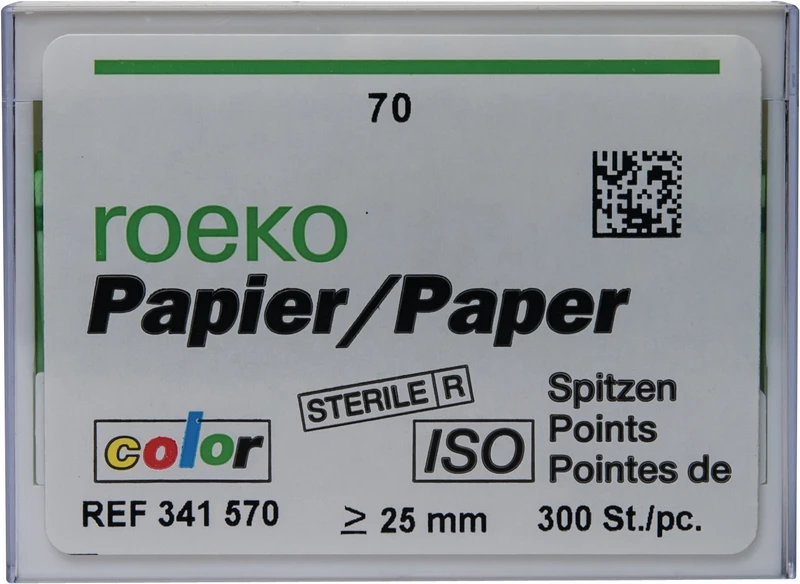 70
roeko
Papier/Paper
STERILE R
color
ISO
Spitzen
Points
Pointes de
REF 341 570
≥ 25 mm
300 St./pc.